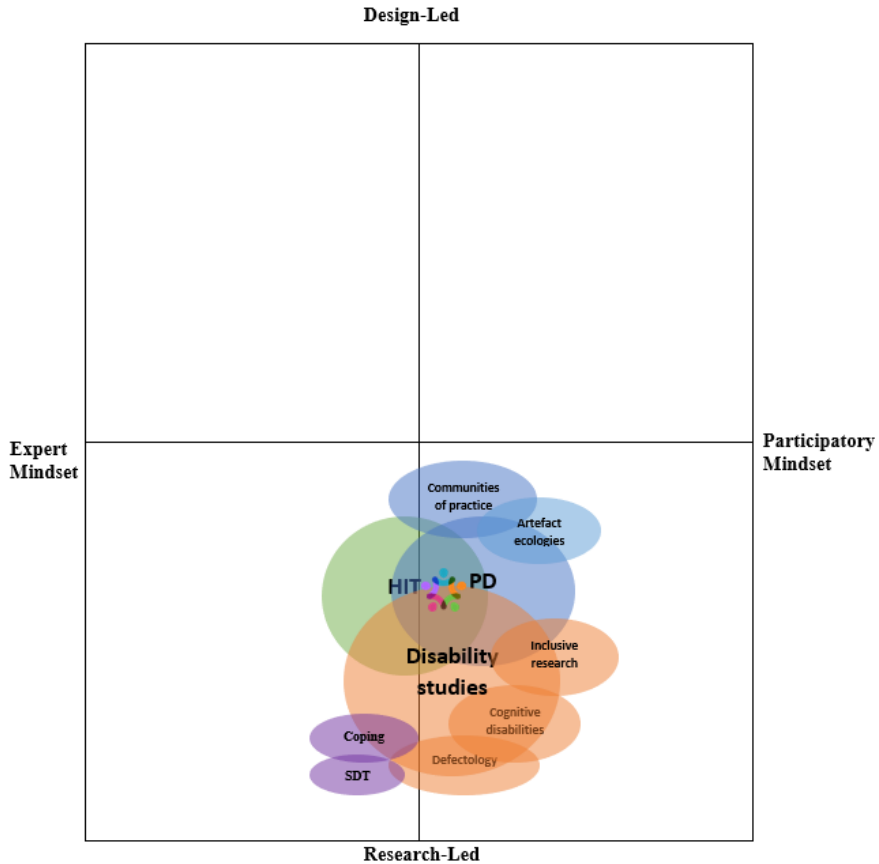 Design-Led
Expert
Mindset
Participatory
Mindset
Communities
of practice
Artefact
ecologies
HIT
PD
Disability
studies
Inclusive
research
Cognitive
disabilities
Coping
Defectology
SDT
Research-Led